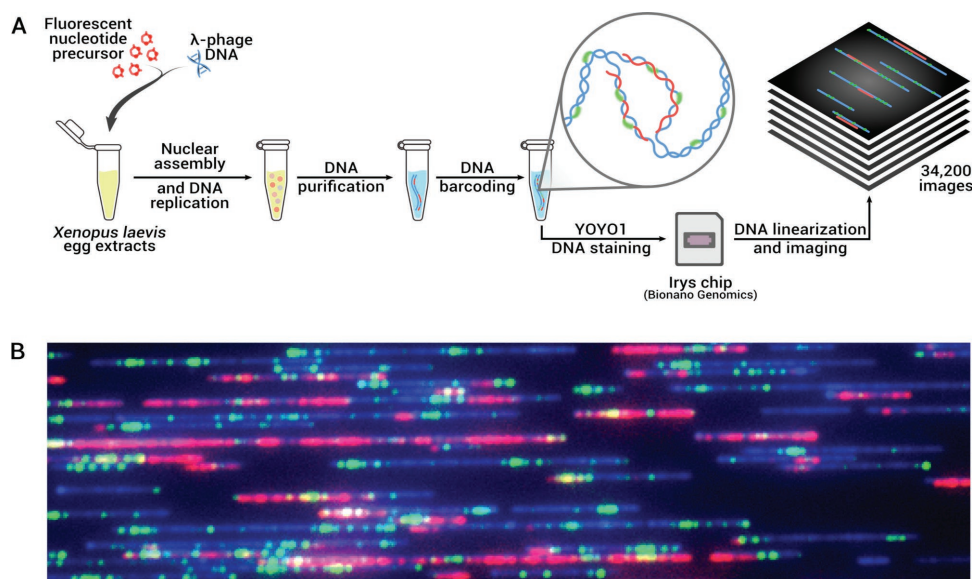 A
Fluorescent
nucleotide
precursor
λ-phage
DNA
Nuclear
assembly
and DNA
replication
DNA
purification
DNA
barcoding
Xenopus laevis
egg extracts
YOYO1
DNA staining
Irys chip
(Bionano Genomics)
DNA linearization
and imaging
34,200
images
B